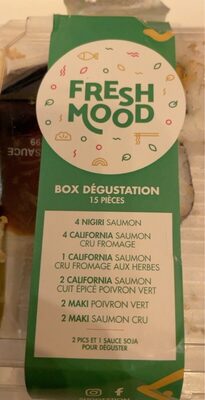 FRESH
MOOD
SAUCE
BOX DÉGUSTATION
15 PIÈCES
4 NIGIRI SAUMON
4 CALIFORNIA SAUMON
CRU FROMAGE
1 CALIFORNIA SAUMON
CRU FROMAGE AUX HERBES
2 CALIFORNIA SAUMON
CUIT ÉPICÉ POIVRON VERT
2 MAKI POIVRON VERT
2 MAKI SAUMON CRU
2 PICS ET 1 SAUCE SOJA
POUR DÉGUSTER